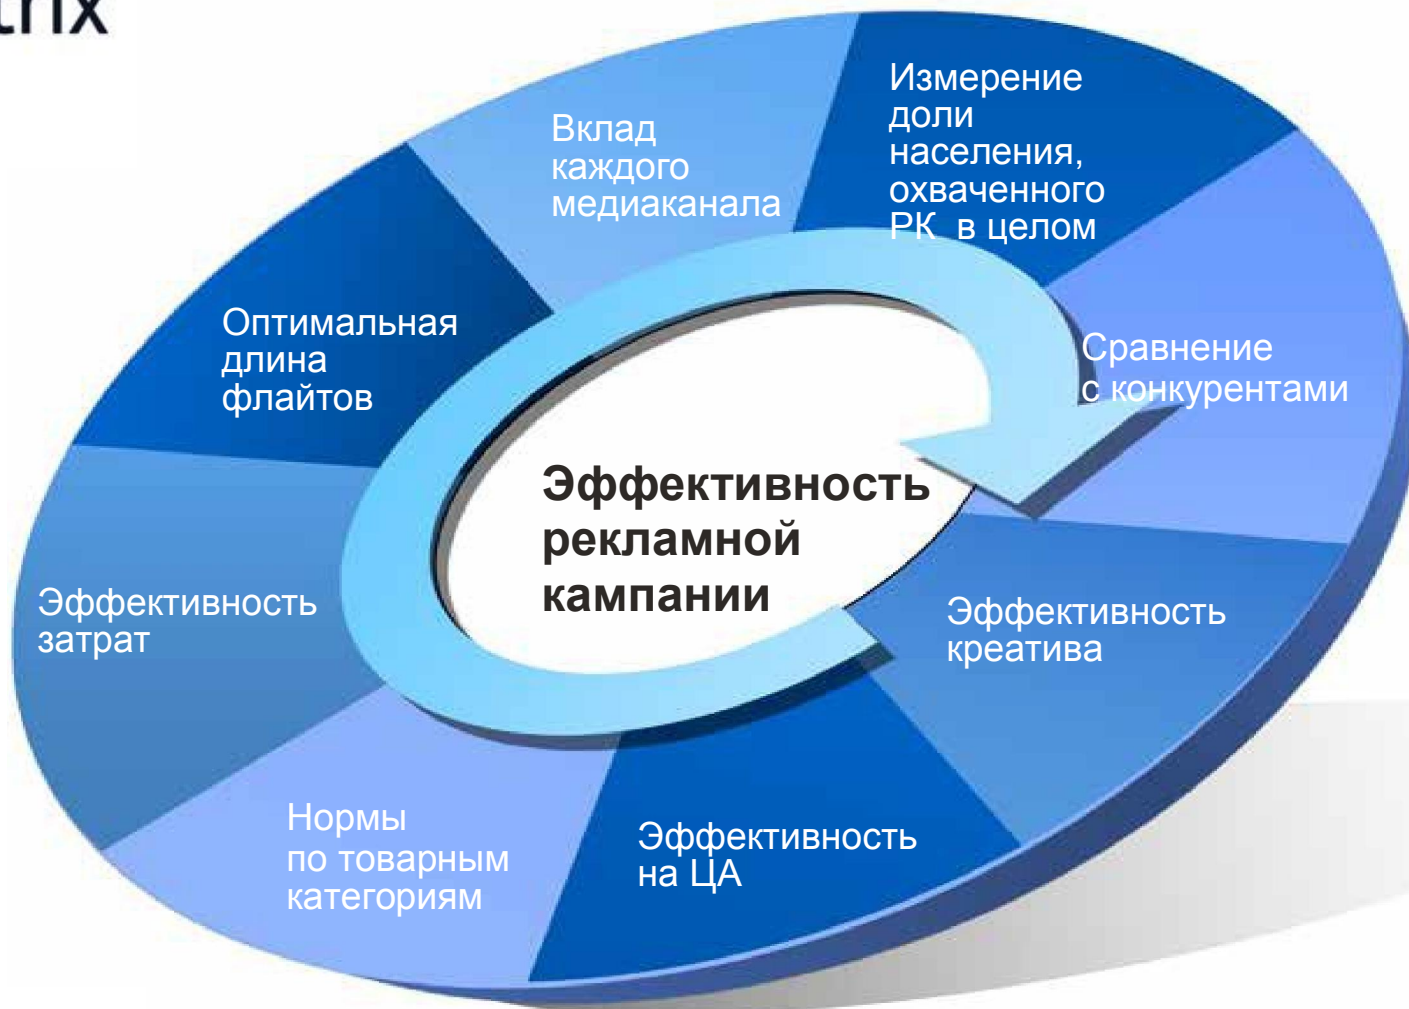 trix
Измерение
доли
населения,
охваченного
РК в целом
Вклад
каждого
медиаканала
Оптимальная
длина
флайтов
Сравнение
с конкурентами
Эффективность
рекламной
кампании
Эффективность
затрат
Эффективность
креатива
Нормы
по товарным
категориям
Эффективность
на ЦА